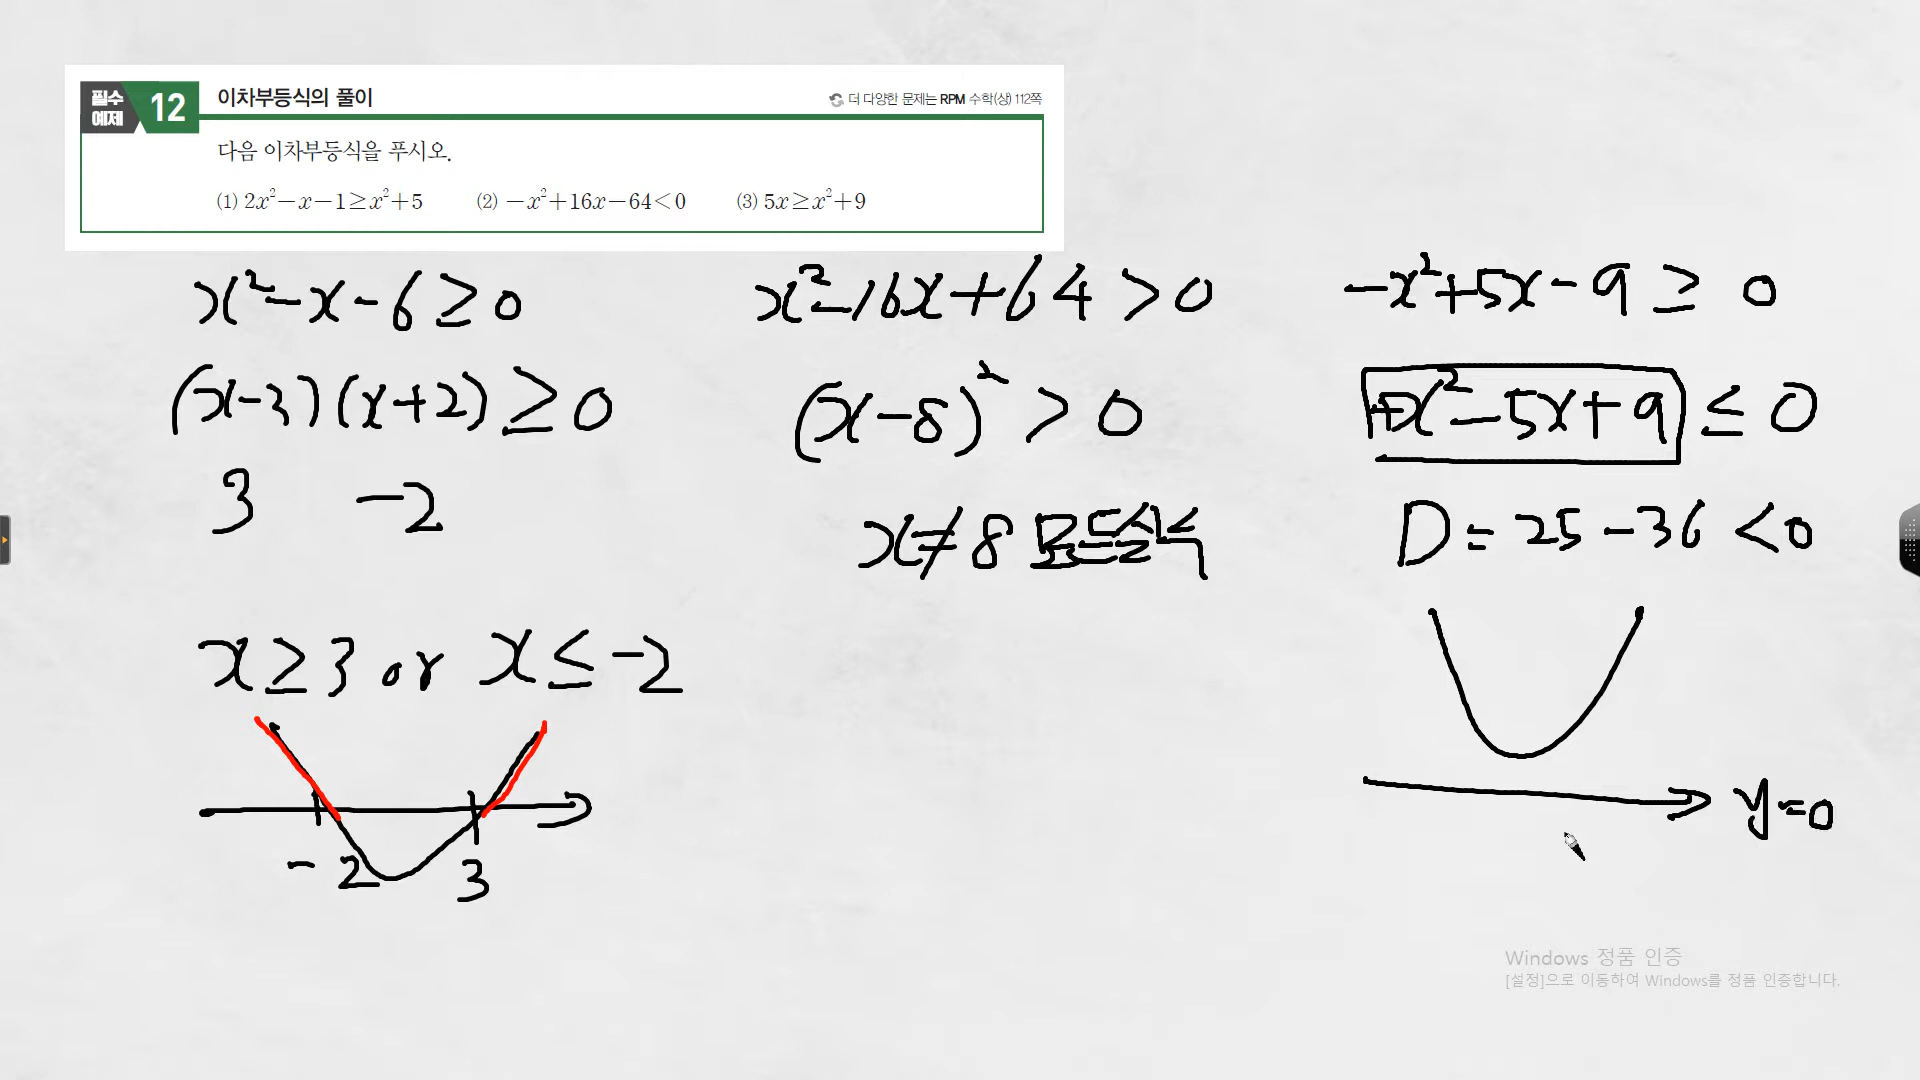 필수 예제 12 이차부등식의 풀이
더 다양한 문제는 RPM 수학(상) 112쪽
다음 이차부등식을 푸시오.
(1) 2x²−x−1≥x²+5 (2) −x²+16x−64<0 (3) 5x≥x²+9
x²−x−6≥0
(x−3)(x+2)≥0
3 −2
x≥3 or x≤−2
−2 3
x²−16x+64>0
(x−8)²>0
x≠8 모든실수
−x²+5x−9≥0
+x²−5x+9≤0
D=25−36<0
y=0
Windows 정품 인증
[설정]으로 이동하여 Windows를 정품 인증합니다.